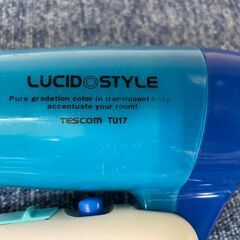 LUCID STYLE
Pure gradation color in translucent body,
accentuate your room!
TESCOM TU17